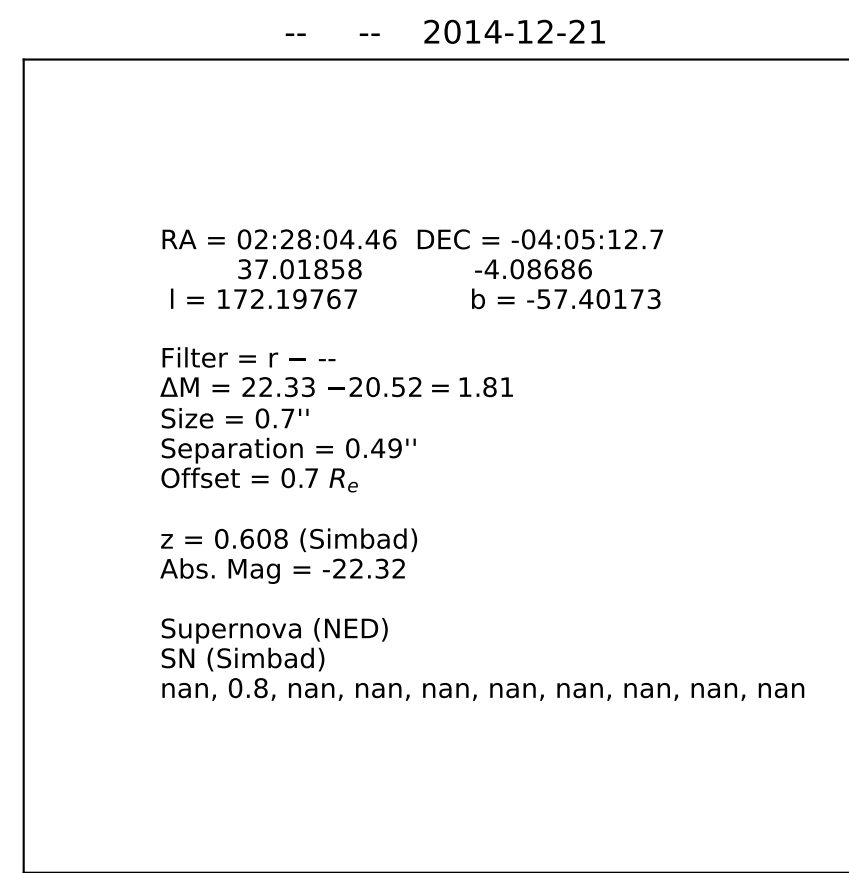 -- -- 2014-12-21
RA = 02:28:04.46 DEC = -04:05:12.7
37.01858 -4.08686
l = 172.19767 b = -57.40173
Filter = r − --
ΔM = 22.33 −20.52 = 1.81
Size = 0.7''
Separation = 0.49''
Offset = 0.7 Rₑ
z = 0.608 (Simbad)
Abs. Mag = -22.32
Supernova (NED)
SN (Simbad)
nan, 0.8, nan, nan, nan, nan, nan, nan, nan, nan